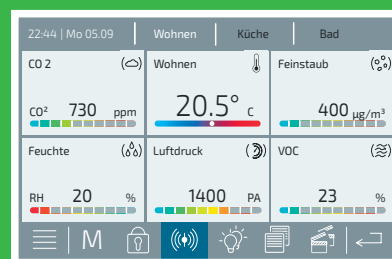 22:44 | Mo 05.09 Wohnen Küche Bad
CO 2 Wohnen Feinstaub
CO² 730 ppm 20.5° c 400 µg/m³
Feuchte Luftdruck VOC
RH 20 % 1400 PA 23 %
M